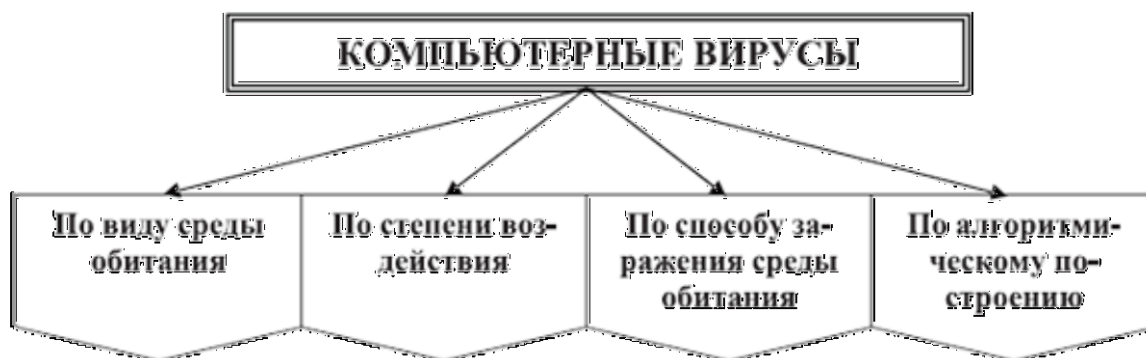 КОМПЬЮТЕРНЫЕ ВИРУСЫ
По виду среды
обитания
По степени воз-
действия
По способу за-
ражения среды
обитания
По алгоритми-
ческому по-
строению